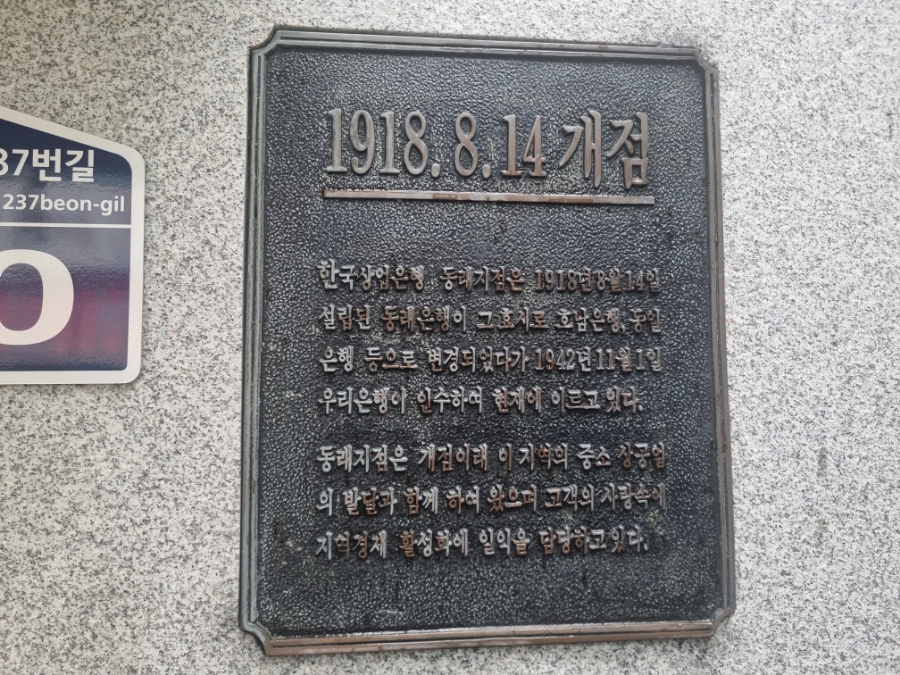 37번길
237beon-gil
0
1918. 8. 14 개점
한국상업은행 동래지점은 1918년 8월 14일
설립된 동래은행이 그 효시로 호남은행, 동일
은행 등으로 변경되었다가 1942년 11월 1일
우리은행이 인수하여 현재에 이르고 있다.
동래지점은 개점이래 이 지역의 중소 상공업
의 발달과 함께 하여 왔으며 고객의 사랑속에
지역경제 활성화에 일익을 담당하고 있다.